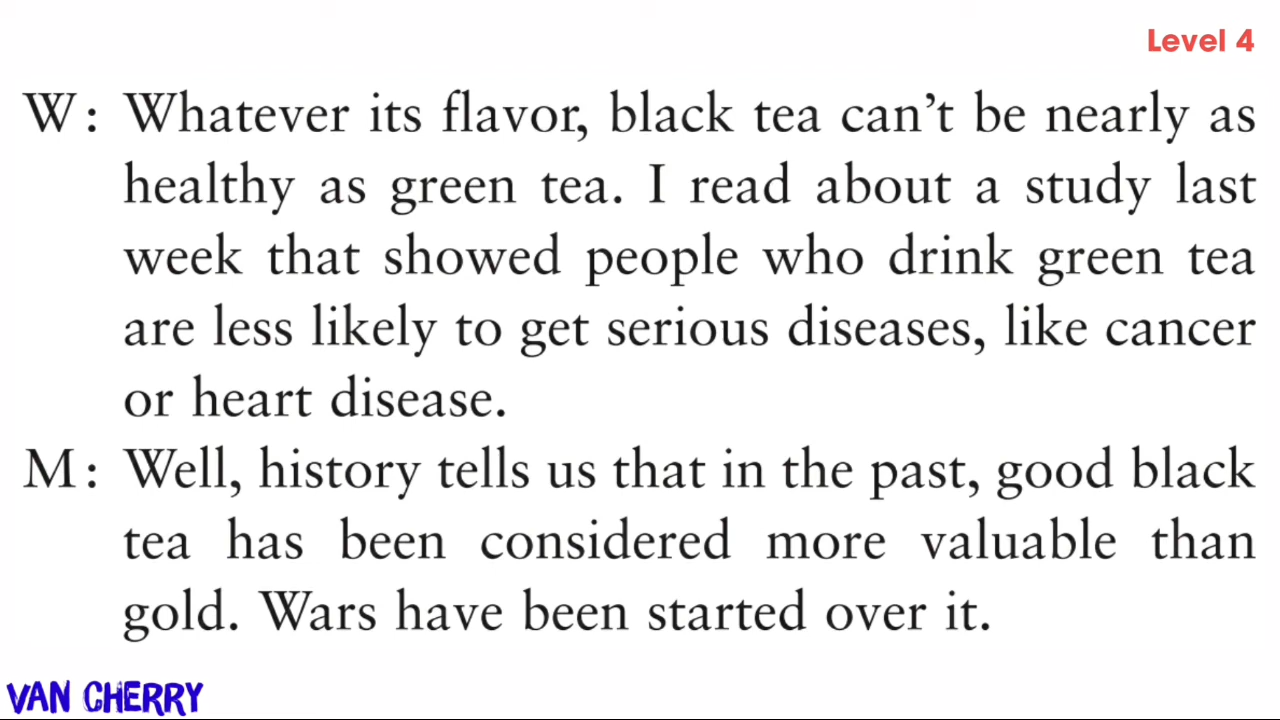 Level 4
W: Whatever its flavor, black tea can't be nearly as
healthy as green tea. I read about a study last
week that showed people who drink green tea
are less likely to get serious diseases, like cancer
or heart disease.
M: Well, history tells us that in the past, good black
tea has been considered more valuable than
gold. Wars have been started over it.
VAN CHERRY